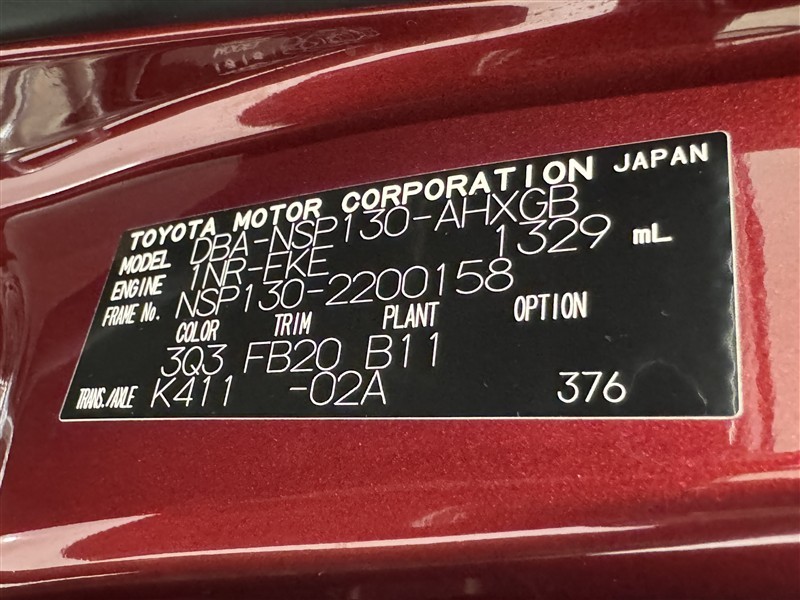 TOYOTA MOTOR CORPORATION JAPAN
MODEL DBA-NSP130-AHXGB
ENGINE 1NR-FKE 1329 mL
FRAME No. NSP130-2200158
COLOR TRIM PLANT OPTION
3Q3 FB20 B11
TRANS./AXLE K411 -02A 376